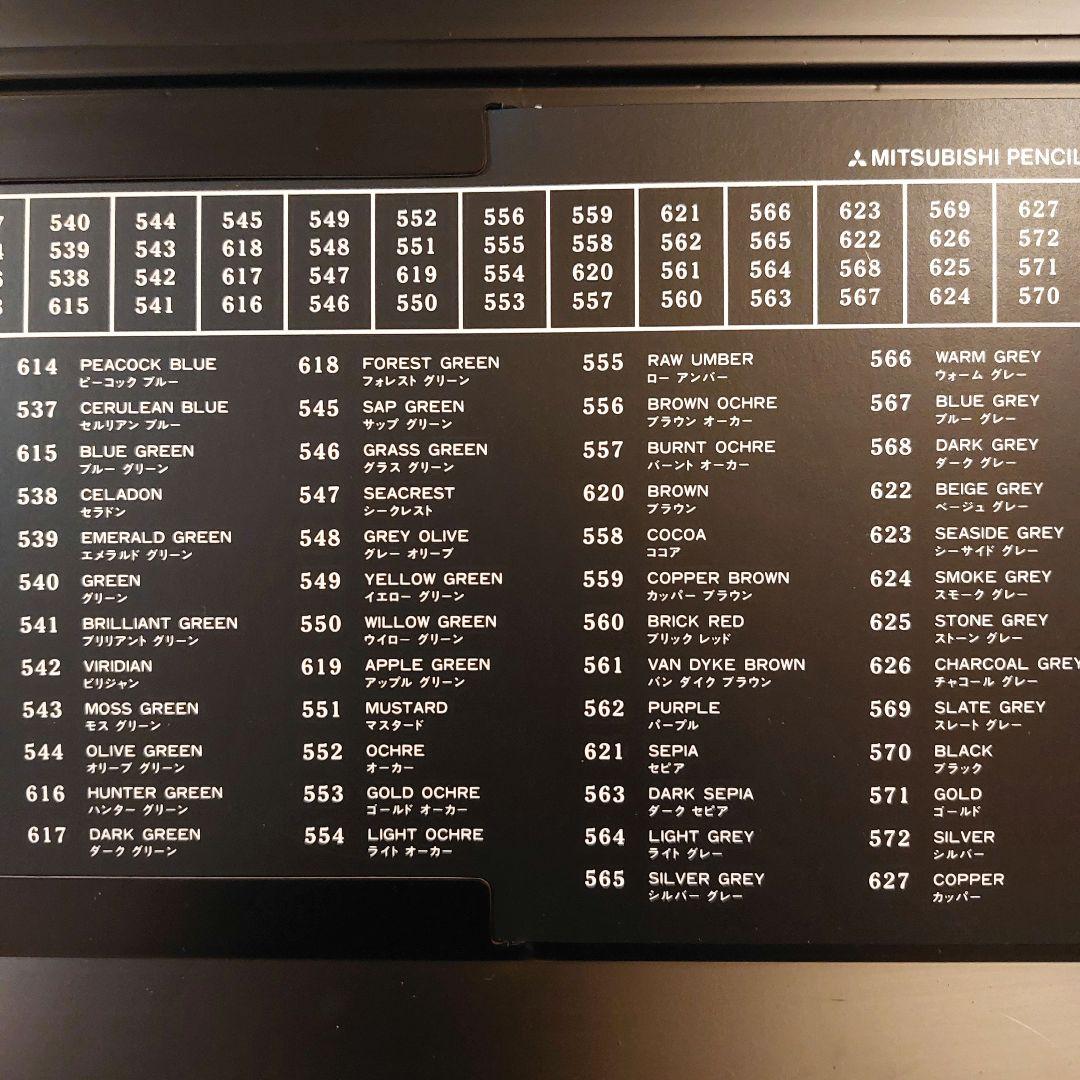 MITSUBISHI PENCIL
540 544 545 549 552 556 559 621 566 623 569 627
539 543 618 548 551 555 558 562 565 622 626 572
538 542 617 547 619 554 620 561 564 568 625 571
615 541 616 546 550 553 557 560 563 567 624 570
614 PEACOCK BLUE
ピーコック ブルー
537 CERULEAN BLUE
セルリアン ブルー
615 BLUE GREEN
ブルー グリーン
538 CELADON
セラドン
539 EMERALD GREEN
エメラルド グリーン
540 GREEN
グリーン
541 BRILLIANT GREEN
ブリリアント グリーン
542 VIRIDIAN
ビリジャン
543 MOSS GREEN
モス グリーン
544 OLIVE GREEN
オリーブ グリーン
616 HUNTER GREEN
ハンター グリーン
617 DARK GREEN
ダーク グリーン
618 FOREST GREEN
フォレスト グリーン
545 SAP GREEN
サップ グリーン
546 GRASS GREEN
グラス グリーン
547 SEACREST
シークレスト
548 GREY OLIVE
グレー オリーブ
549 YELLOW GREEN
イエロー グリーン
550 WILLOW GREEN
ウイロー グリーン
619 APPLE GREEN
アップル グリーン
551 MUSTARD
マスタード
552 OCHRE
オーカー
553 GOLD OCHRE
ゴールド オーカー
554 LIGHT OCHRE
ライト オーカー
555 RAW UMBER
ロー アンバー
556 BROWN OCHRE
ブラウン オーカー
557 BURNT OCHRE
バーント オーカー
620 BROWN
ブラウン
558 COCOA
ココア
559 COPPER BROWN
カッパー ブラウン
560 BRICK RED
ブリック レッド
561 VAN DYKE BROWN
バン ダイク ブラウン
562 PURPLE
パープル
621 SEPIA
セピア
563 DARK SEPIA
ダーク セピア
564 LIGHT GREY
ライト グレー
565 SILVER GREY
シルバー グレー
566 WARM GREY
ウォーム グレー
567 BLUE GREY
ブルー グレー
568 DARK GREY
ダーク グレー
622 BEIGE GREY
ベージュ グレー
623 SEASIDE GREY
シーサイド グレー
624 SMOKE GREY
スモーク グレー
625 STONE GREY
ストーン グレー
626 CHARCOAL GREY
チャコール グレー
569 SLATE GREY
スレート グレー
570 BLACK
ブラック
571 GOLD
ゴールド
572 SILVER
シルバー
627 COPPER
カッパー